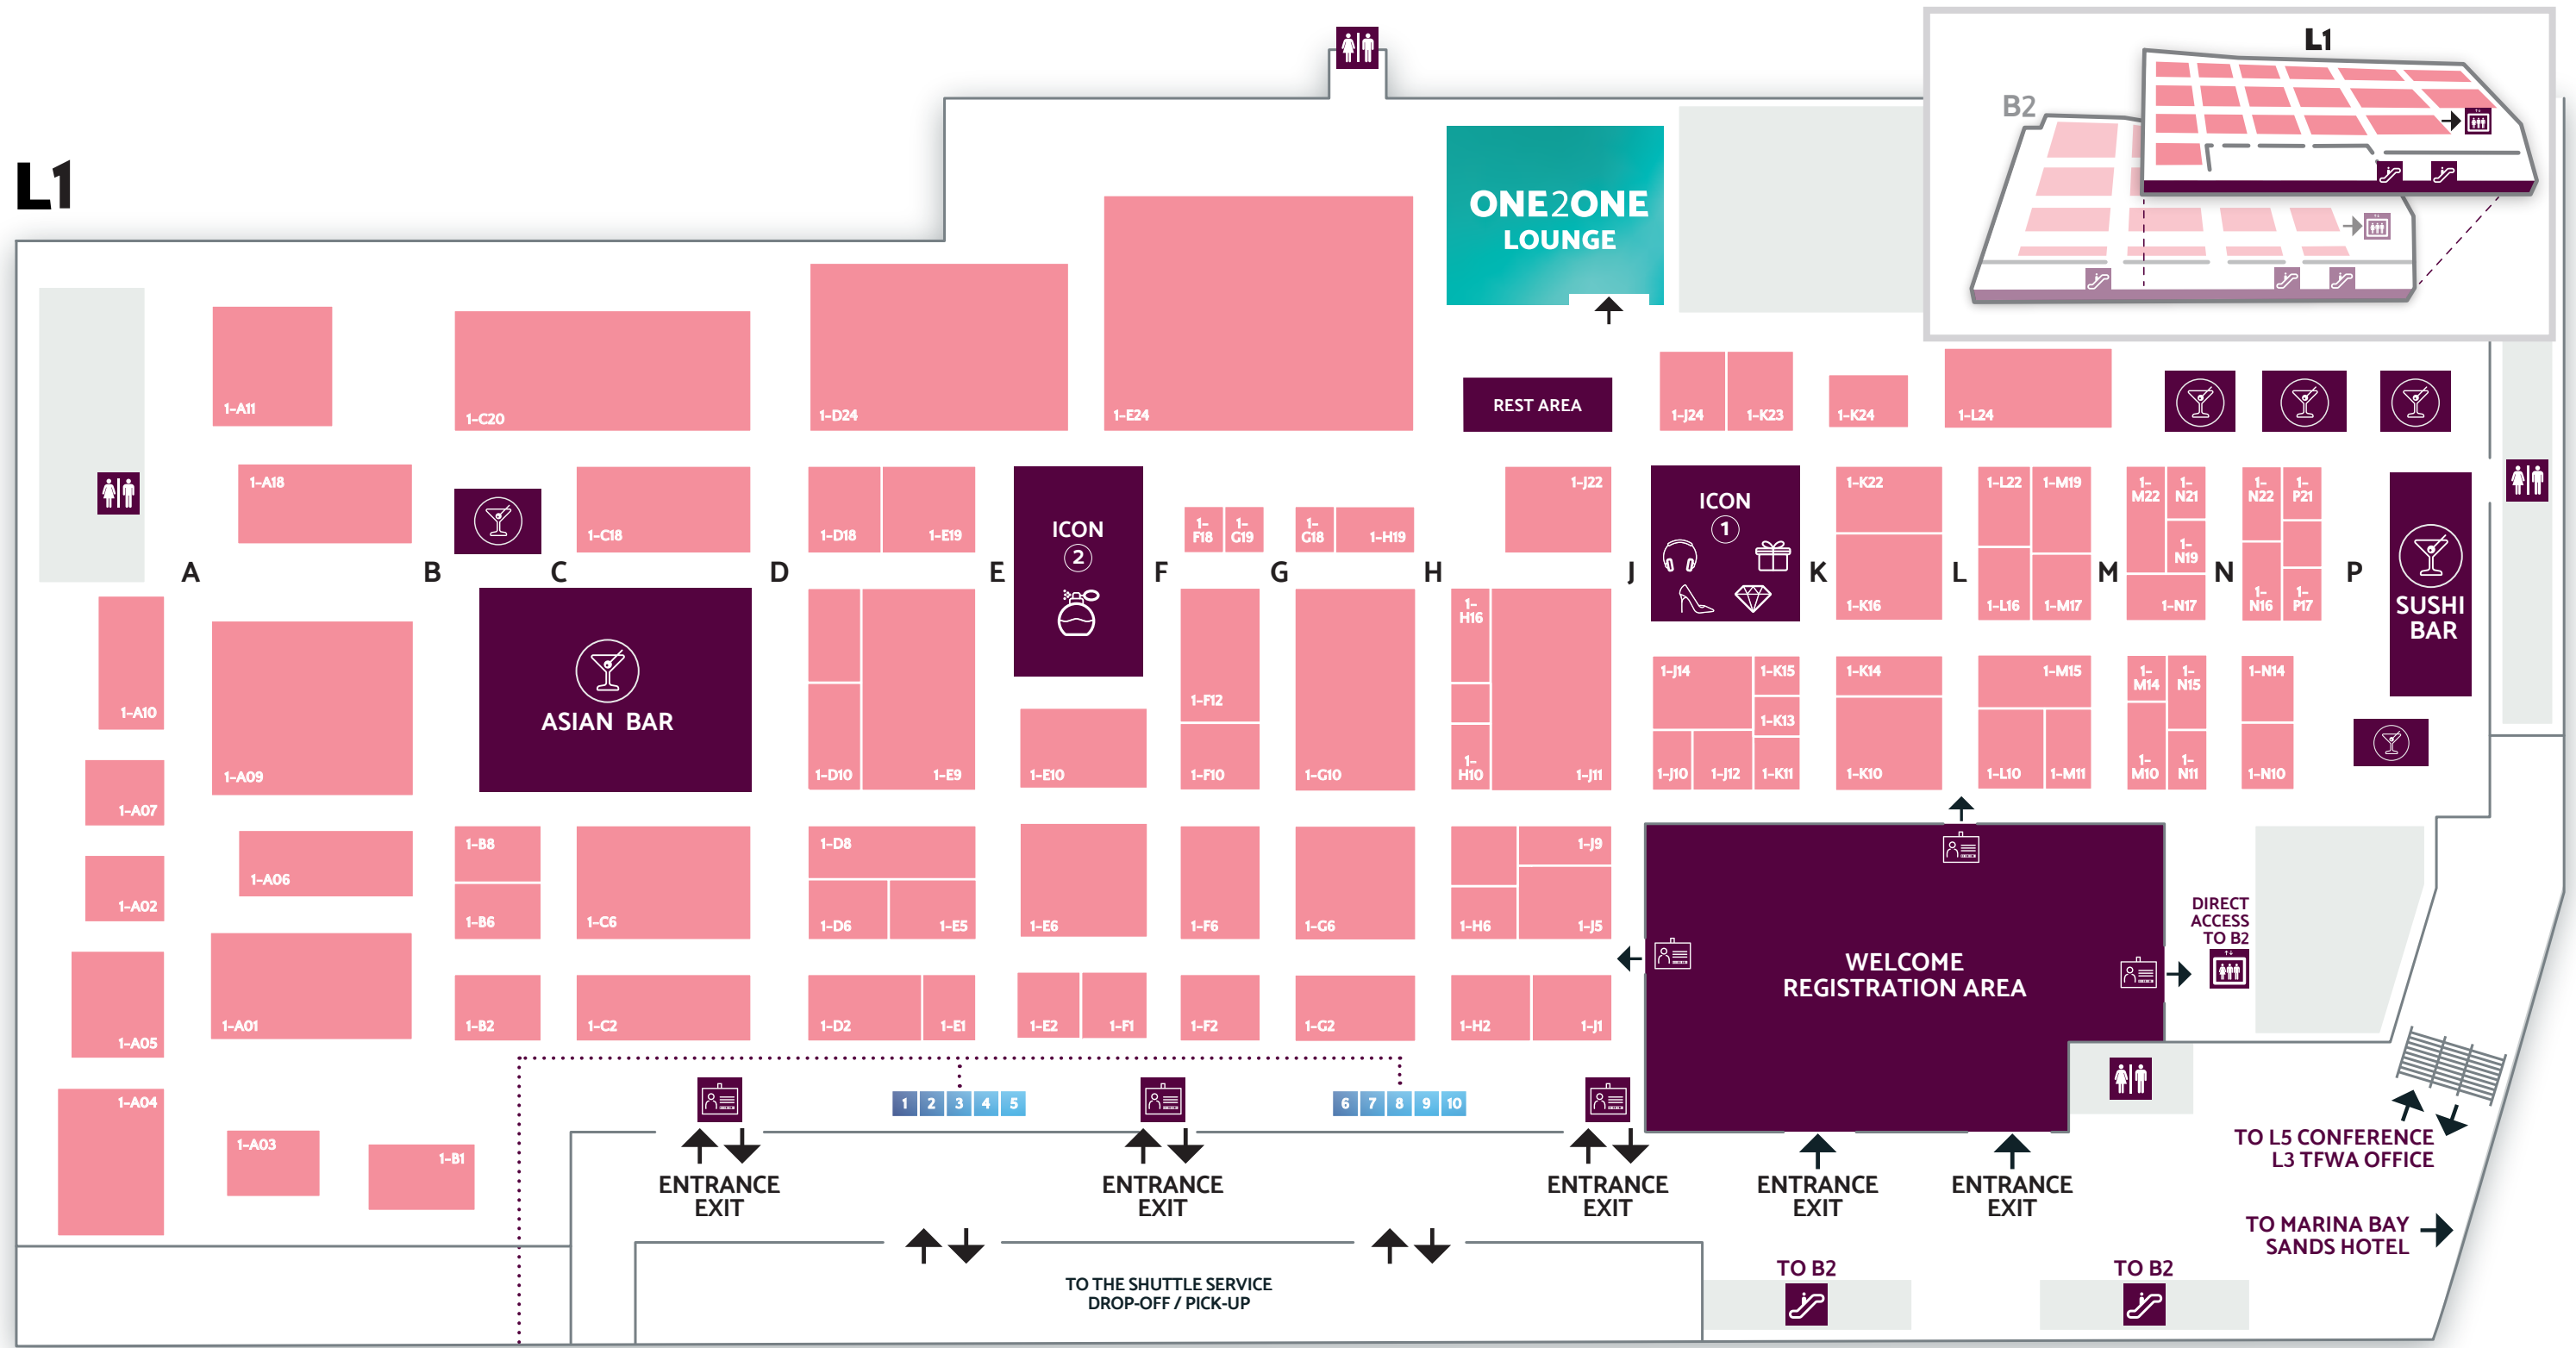 L1
L1
B2
ONE2ONE
LOUNGE
REST AREA
1-A11
1-C20
1-D24
1-E24
1-J24
1-K23
1-K24
1-L24
1-A18
1-C18
1-D18
1-E19
ICON
2
1-
F18
1-
G19
1-
G18
1-H19
1-J22
ICON
1
1-K22
1-L22
1-M19
1-
M22
1-
N21
1-
N19
1-
N22
1-
P21
A
B
C
D
E
F
G
H
J
K
L
M
N
P
1-K16
1-L16
1-M17
1-N17
1-
N16
1-
P17
SUSHI
BAR
1-A10
1-A09
ASIAN BAR
1-D10
1-E9
1-E10
1-F12
1-F10
1-G10
1-
H16
1-
H10
1-J11
1-J14
1-K15
1-K13
1-J10
1-J12
1-K11
1-K14
1-K10
1-M15
1-L10
1-M11
1-
M14
1-
N15
1-
M10
1-
N11
1-N14
1-N10
1-A07
1-A02
1-A06
1-B8
1-B6
1-C6
1-D8
1-D6
1-E5
1-E6
1-F6
1-G6
1-H6
1-J9
1-J5
WELCOME
REGISTRATION AREA
DIRECT
ACCESS
TO B2
1-A05
1-A01
1-B2
1-C2
1-D2
1-E1
1-E2
1-F1
1-F2
1-G2
1-H2
1-J1
1-A04
1-A03
1-B1
1 2 3 4 5
6 7 8 9 10
ENTRANCE
EXIT
ENTRANCE
EXIT
ENTRANCE
EXIT
ENTRANCE
EXIT
ENTRANCE
EXIT
TO L5 CONFERENCE
L3 TFWA OFFICE
TO MARINA BAY
SANDS HOTEL
TO THE SHUTTLE SERVICE
DROP-OFF / PICK-UP
TO B2
TO B2